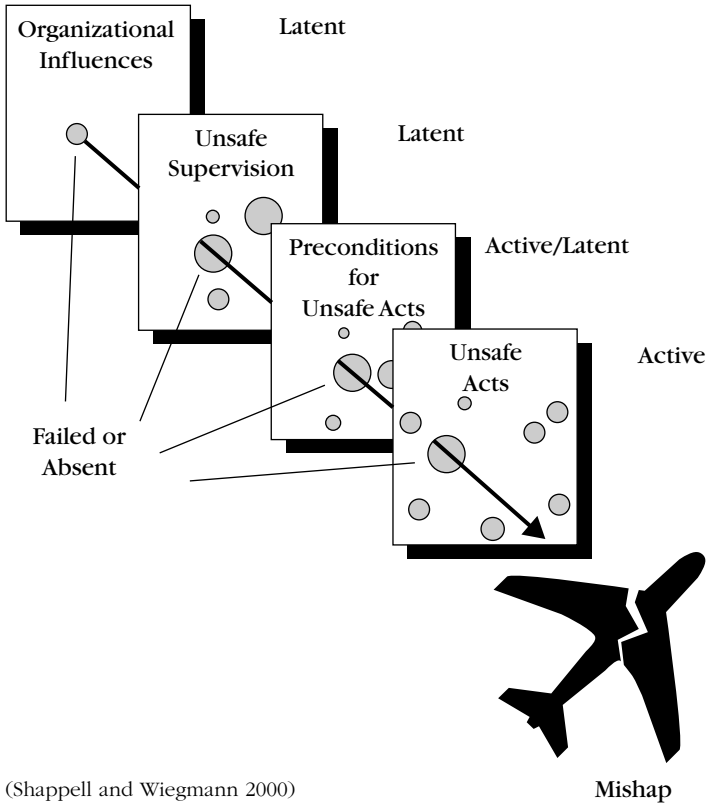 Organizational
Influences
Latent
Unsafe
Supervision
Latent
Preconditions
for
Unsafe Acts
Active/Latent
Unsafe
Acts
Active
Failed or
Absent
(Shappell and Wiegmann 2000)
Mishap